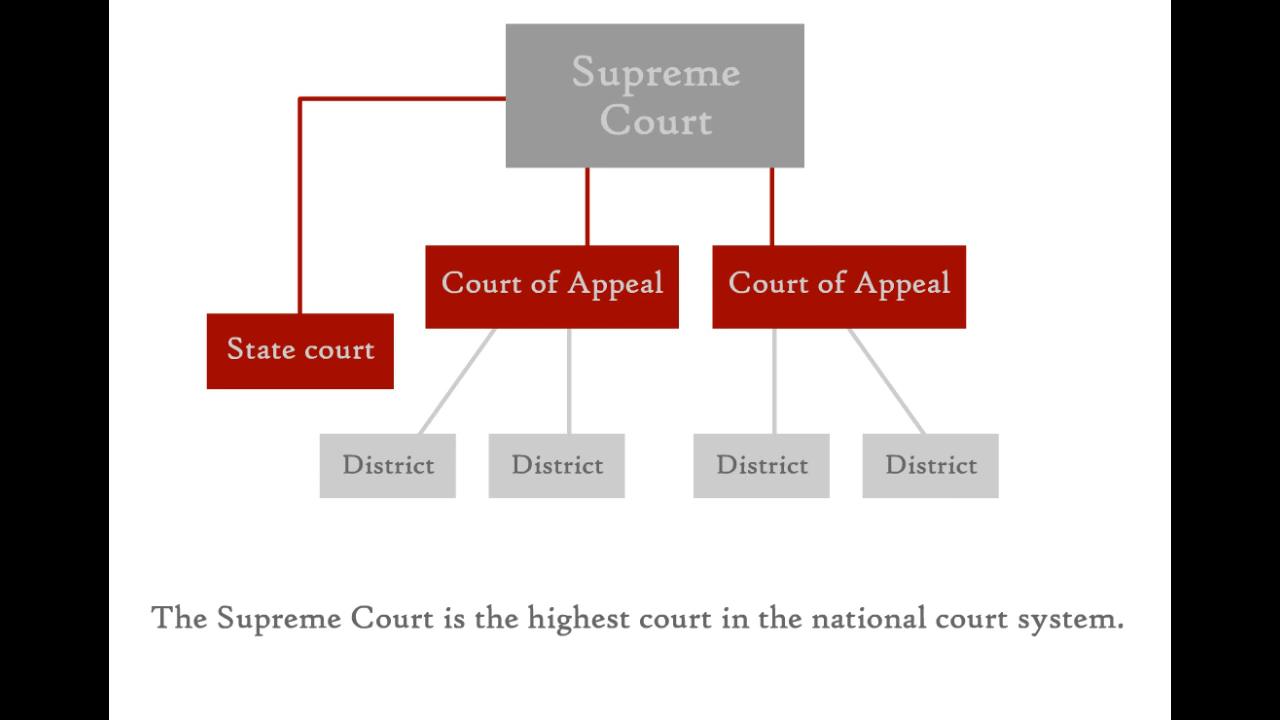 Supreme
Court
Court of Appeal
Court of Appeal
State court
District
District
District
District
The Supreme Court is the highest court in the national court system.